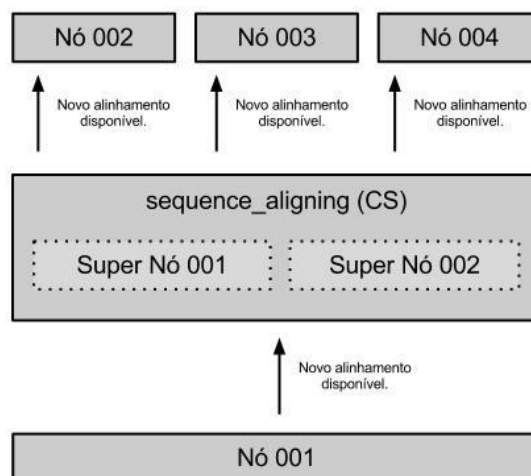 Nó 002
Nó 003
Nó 004
Novo alinhamento
disponível.
Novo alinhamento
disponível.
Novo alinhamento
disponível.
sequence_aligning (CS)
Super Nó 001
Super Nó 002
Novo alinhamento
disponível.
Nó 001